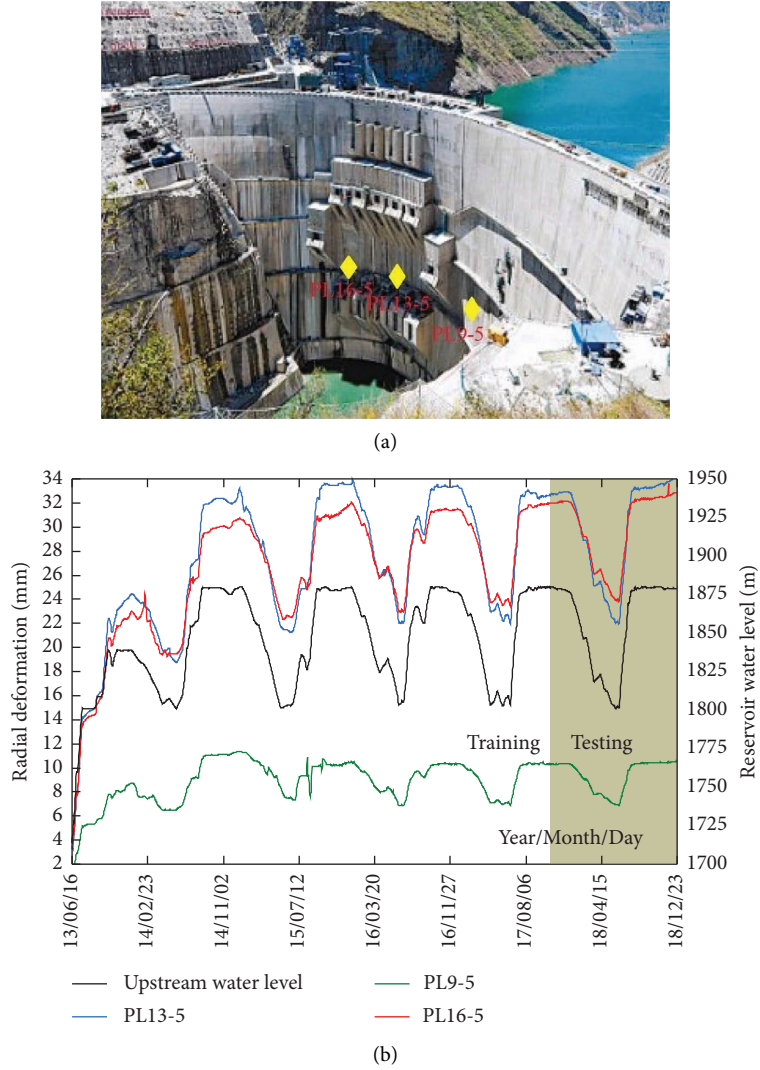 PL16-5
PL13-5
PL9-5
(a)
Radial deformation (mm)
34
32
30
28
26
24
22
20
18
16
14
12
10
8
6
4
2
1950
1925
1900
1875
1850
1825
1800
1775
1750
1725
1700
Reservoir water level (m)
Training
Testing
Year/Month/Day
13/06/16
14/02/23
14/11/02
15/07/12
16/03/20
16/11/27
17/08/06
18/04/15
18/12/23
Upstream water level
PL9-5
PL13-5
PL16-5
(b)